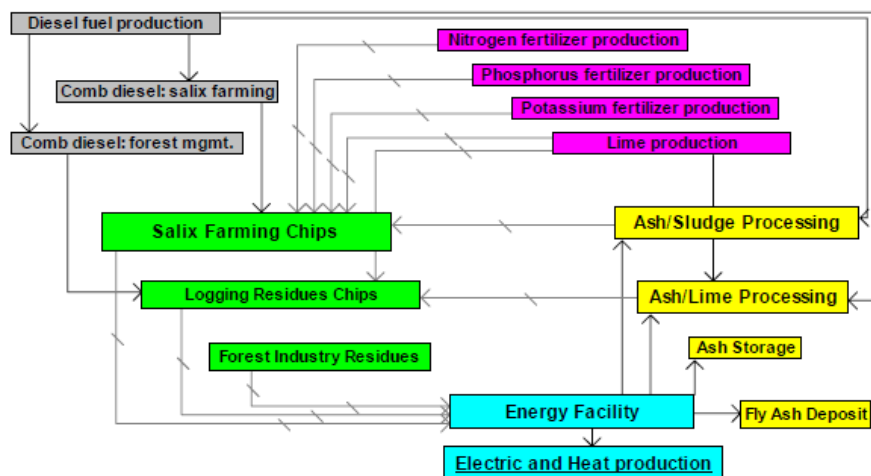 Diesel fuel production
Nitrogen fertilizer production
Phosphorus fertilizer production
Comb diesel: salix farming
Potassium fertilizer production
Comb diesel: forest mgmt.
Lime production
Salix Farming Chips
Ash/Sludge Processing
Logging Residues Chips
Ash/Lime Processing
Forest Industry Residues
Ash Storage
Energy Facility
Fly Ash Deposit
Electric and Heat production